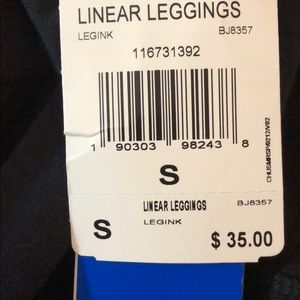 LINEAR LEGGINGS
LEGINK BJ8357
116731392
1 90303 98243 8
S
LINEAR LEGGINGS BJ8357
LEGINK
S
$ 35.00